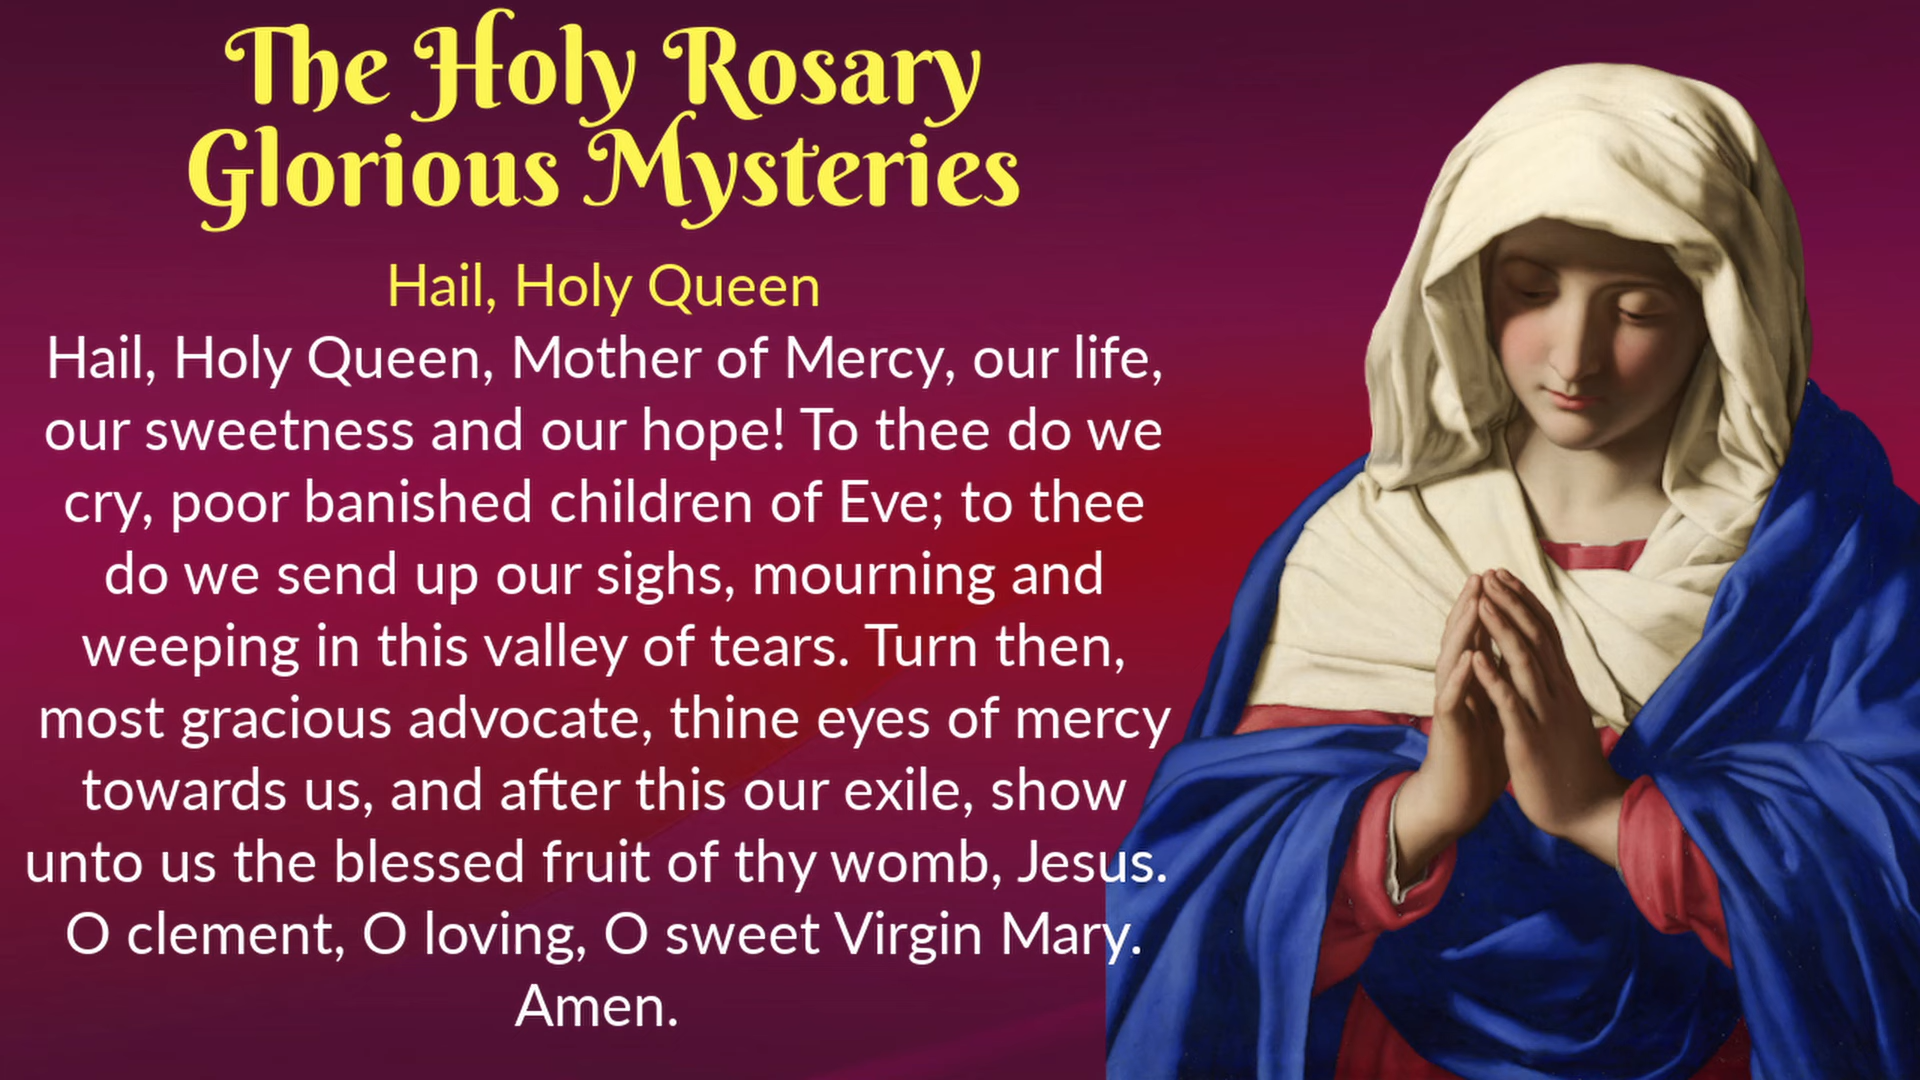 The Holy Rosary
Glorious Mysteries
Hail, Holy Queen
Hail, Holy Queen, Mother of Mercy, our life,
our sweetness and our hope! To thee do we
cry, poor banished children of Eve; to thee
do we send up our sighs, mourning and
weeping in this valley of tears. Turn then,
most gracious advocate, thine eyes of mercy
towards us, and after this our exile, show
unto us the blessed fruit of thy womb, Jesus.
O clement, O loving, O sweet Virgin Mary.
Amen.